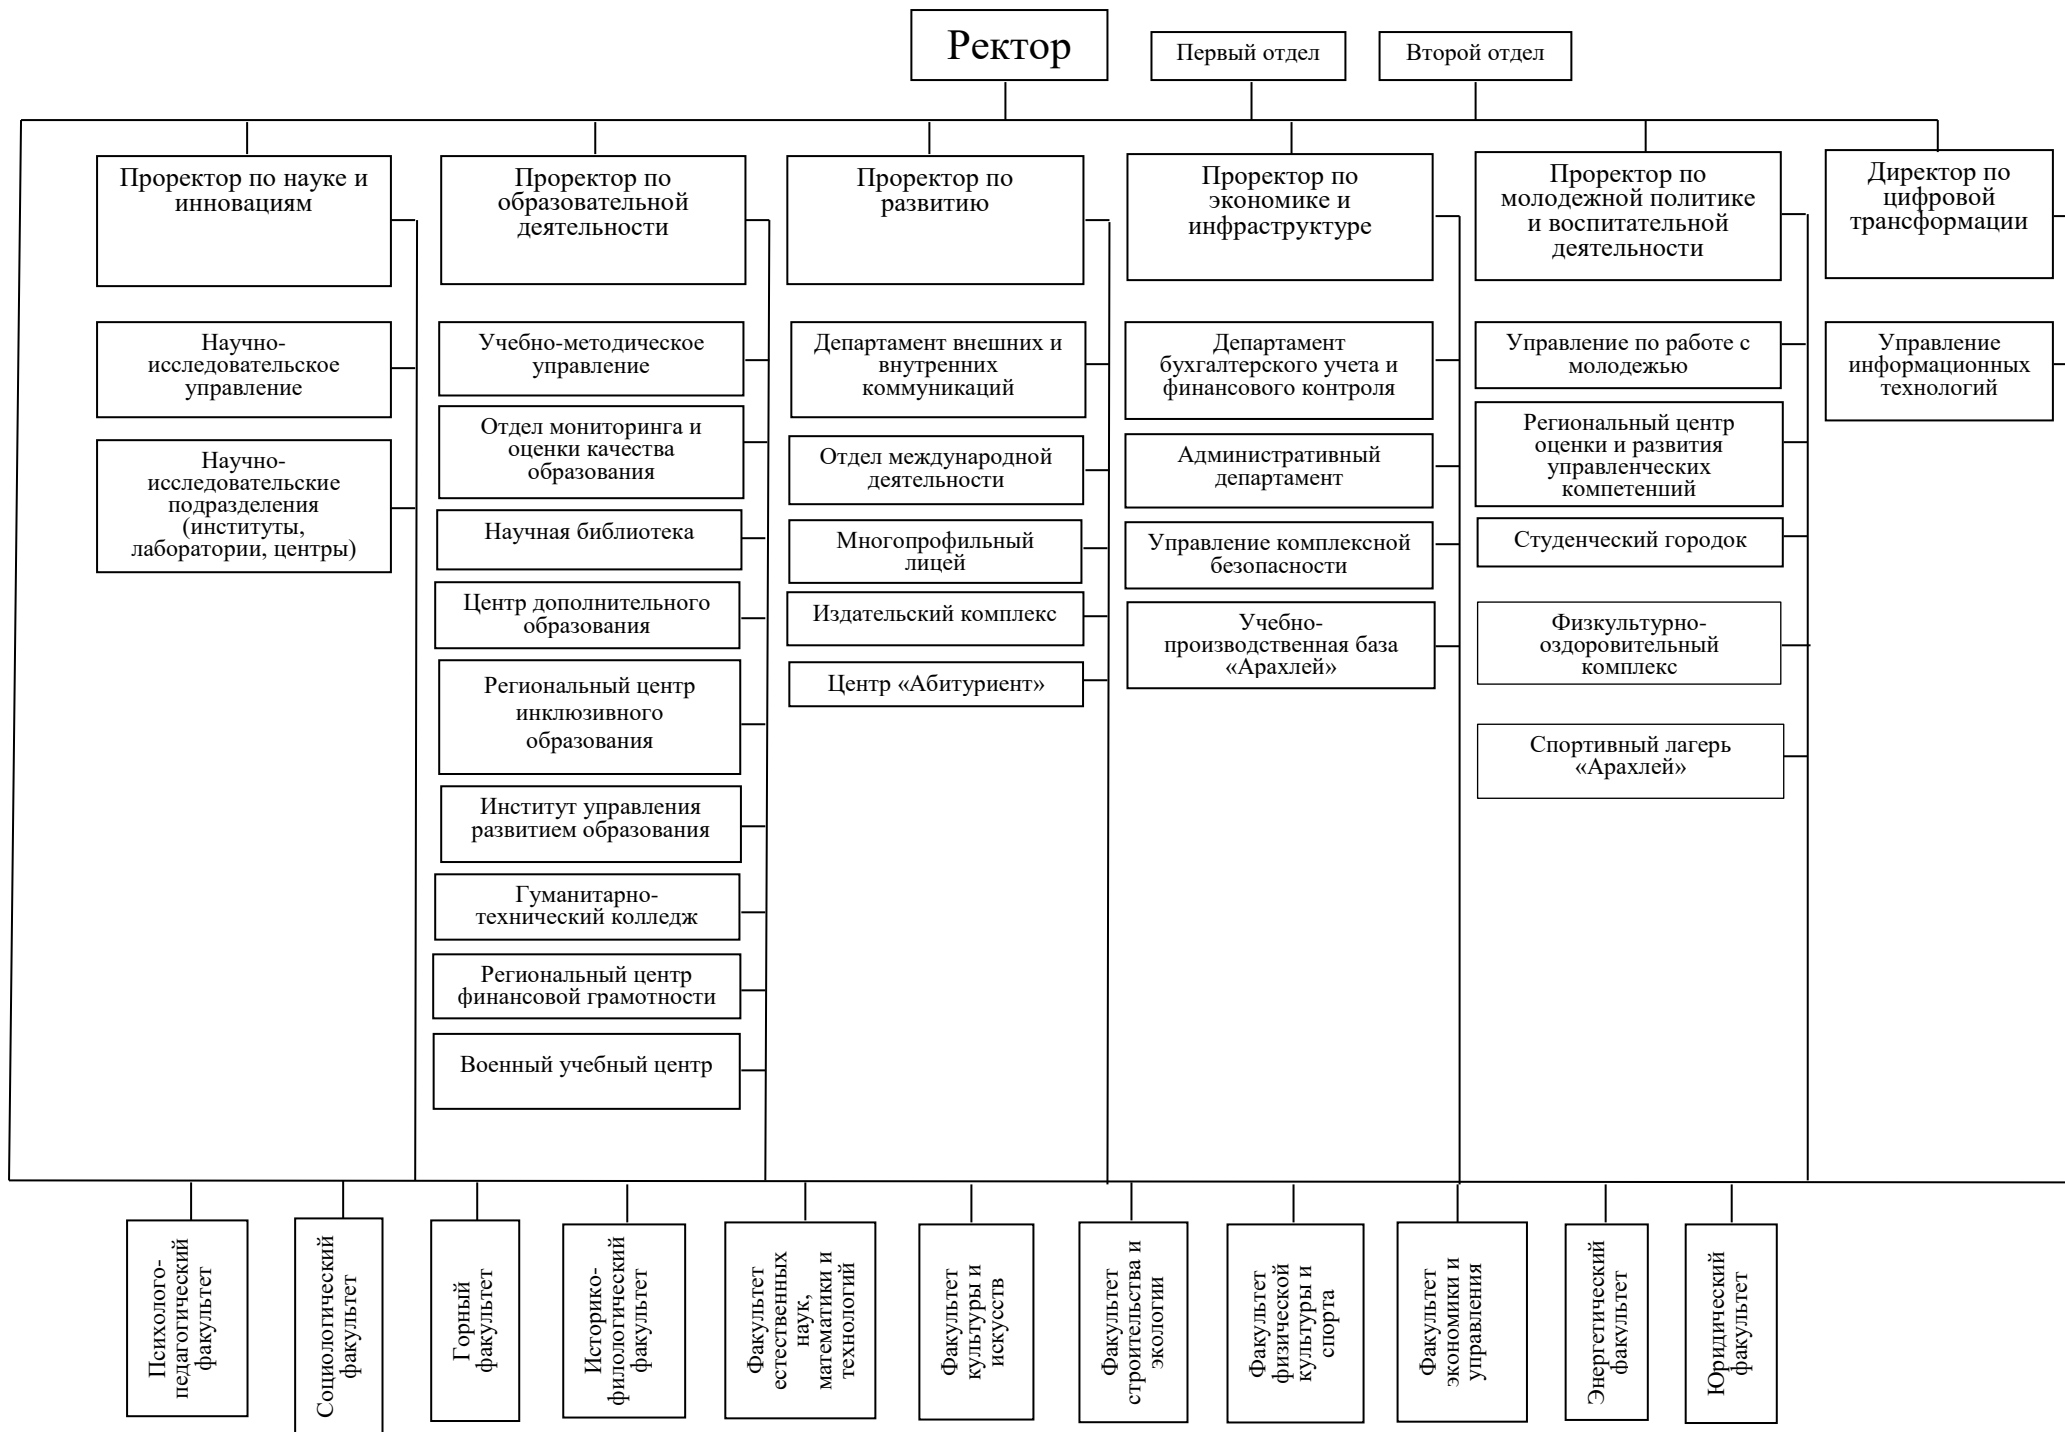 Ректор
Первый отдел
Второй отдел
Проректор по науке и
инновациям
Проректор по
образовательной
деятельности
Проректор по
развитию
Проректор по
экономике и
инфраструктуре
Проректор по
молодежной политике
и воспитательной
деятельности
Директор по
цифровой
трансформации
Научно-
исследовательское
управление
Научно-
исследовательские
подразделения
(институты,
лаборатории, центры)
Учебно-методическое
управление
Отдел мониторинга и
оценки качества
образования
Научная библиотека
Центр дополнительного
образования
Региональный центр
инклюзивного
образования
Институт управления
развитием образования
Гуманитарно-
технический колледж
Региональный центр
финансовой грамотности
Военный учебный центр
Департамент внешних и
внутренних
коммуникаций
Отдел международной
деятельности
Многопрофильный
лицей
Издательский комплекс
Центр «Абитуриент»
Департамент
бухгалтерского учета и
финансового контроля
Административный
департамент
Управление комплексной
безопасности
Учебно-
производственная база
«Арахлей»
Управление по работе с
молодежью
Региональный центр
оценки и развития
управленческих
компетенций
Студенческий городок
Физкультурно-
оздоровительный
комплекс
Спортивный лагерь
«Арахлей»
Управление
информационных
технологий
Психолого-
педагогический
факультет
Социологический
факультет
Горный
факультет
Историко-
филологический
факультет
Факультет
естественных
наук,
математики и
технологий
Факультет
культуры и
искусств
Факультет
строительства и
экологии
Факультет
физической
культуры и
спорта
Факультет
экономики и
управления
Энергетический
факультет
Юридический
факультет